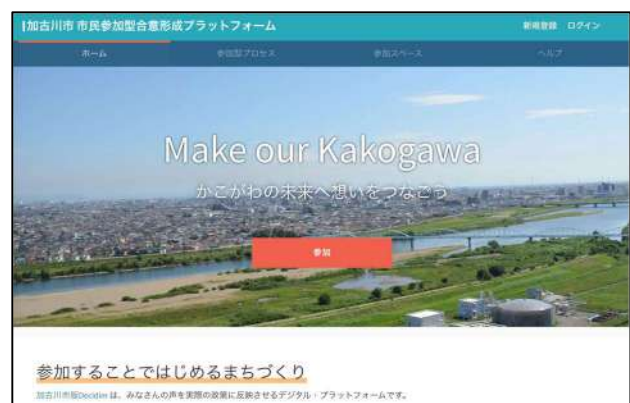 加古川市 市民参加型合意形成プラットフォーム
新規登録 ログイン
ホーム 参加型プロセス 参加スペース ヘルプ
Make our Kakogawa
かこがわの未来へ想いをつなごう
参加
参加することではじめるまちづくり
加古川市版Decidim は、みなさんの声を実際の政策に反映させるデジタル・プラットフォームです。